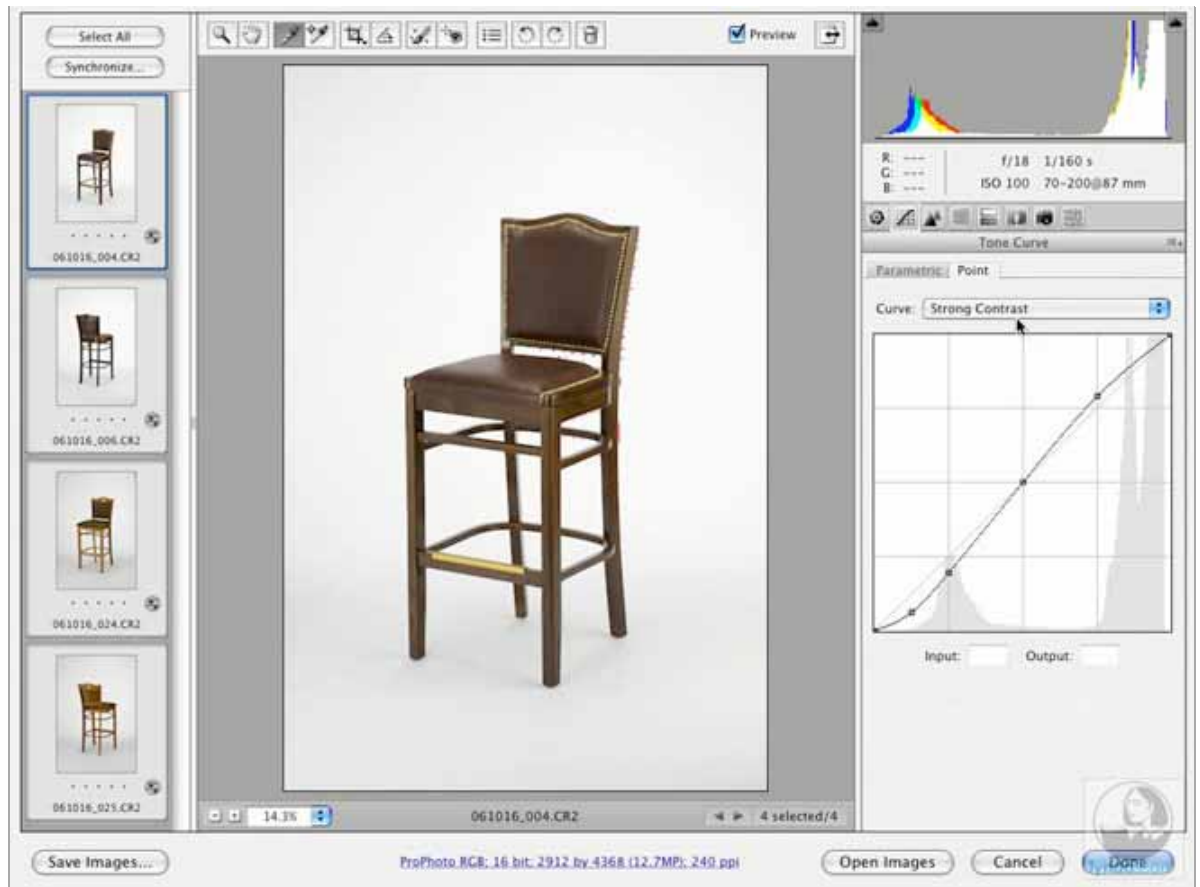 Select All
Synchronize...
061016_004.CR2
061016_006.CR2
061016_024.CR2
061016_025.CR2
Preview
R: ---
G: ---
B: ---
f/18 1/160 s
ISO 100 70-200@87 mm
Tone Curve
Parametric Point
Curve: Strong Contrast
Input: Output:
14.3%
061016_004.CR2
4 selected/4
Save Images...
ProPhoto RGB; 16 bit; 2912 by 4368 (12.7MP); 240 ppi
Open Images
Cancel
Done